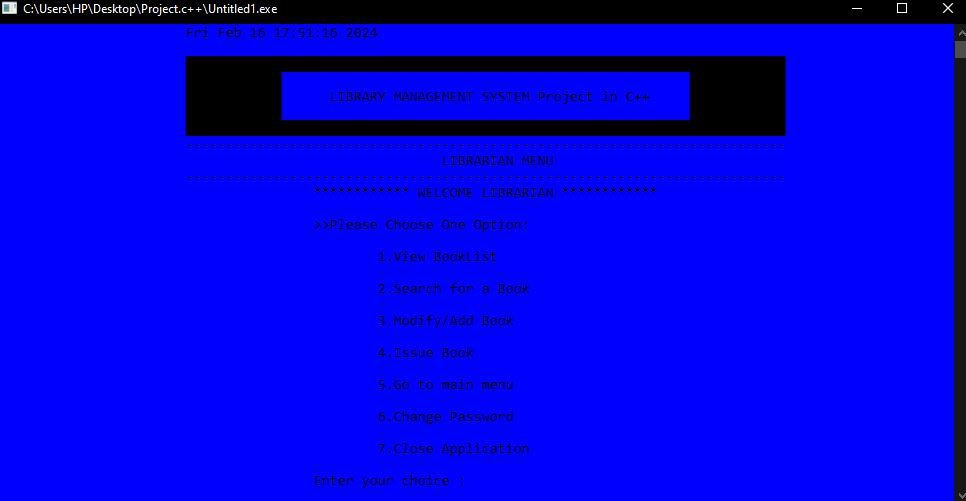 C:\Users\HP\Desktop\Project.c++\Untitled1.exe
Fri Feb 16 17:51:16 2024
LIBRARY MANAGEMENT SYSTEM Project in C++
---------------------------------------------------------------------------
LIBRARIAN MENU
---------------------------------------------------------------------------
************ WELCOME LIBRARIAN ************
>>Please Choose One Option:
1.View BookList
2.Search for a Book
3.Modify/Add Book
4.Issue Book
5.Go to main menu
6.Change Password
7.Close Application
Enter your choice :